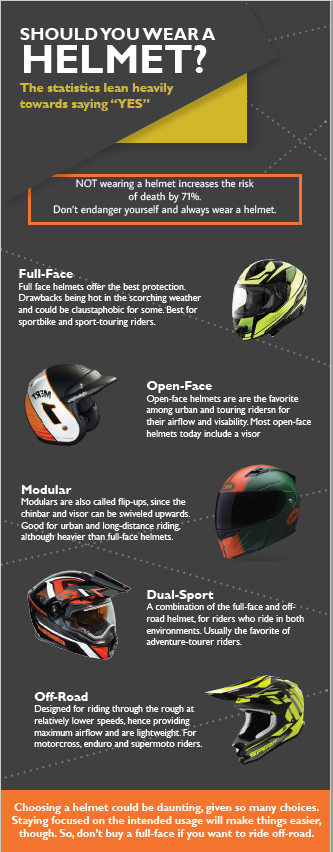 SHOULD YOU WEAR A
HELMET?
The statistics lean heavily
towards saying “YES”
NOT wearing a helmet increases the risk
of death by 71%.
Don’t endanger yourself and always wear a helmet.
Full-Face
Full face helmets offer the best protection.
Drawbacks being hot in the scorching weather
and could be claustaphobic for some. Best for
sportbike and sport-touring riders.
Open-Face
Open-face helmets are are the favorite
among urban and touring ridersn for
their airflow and visability. Most open-face
helmets today include a visor
Modular
Modulars are also called flip-ups, since the
chinbar and visor can be swiveled upwards.
Good for urban and long-distance riding,
although heavier than full-face helmets.
Dual-Sport
A combination of the full-face and off-
road helmet, for riders who ride in both
environments. Usually the favorite of
adventure-tourer riders.
Off-Road
Designed for riding through the rough at
relatively lower speeds, hence providing
maximum airflow and are lightweight. For
motorcross, enduro and supermoto riders.
Choosing a helmet could be daunting, given so many choices.
Staying focused on the intended usage will make things easier,
though. So, don’t buy a full-face if you want to ride off-road.